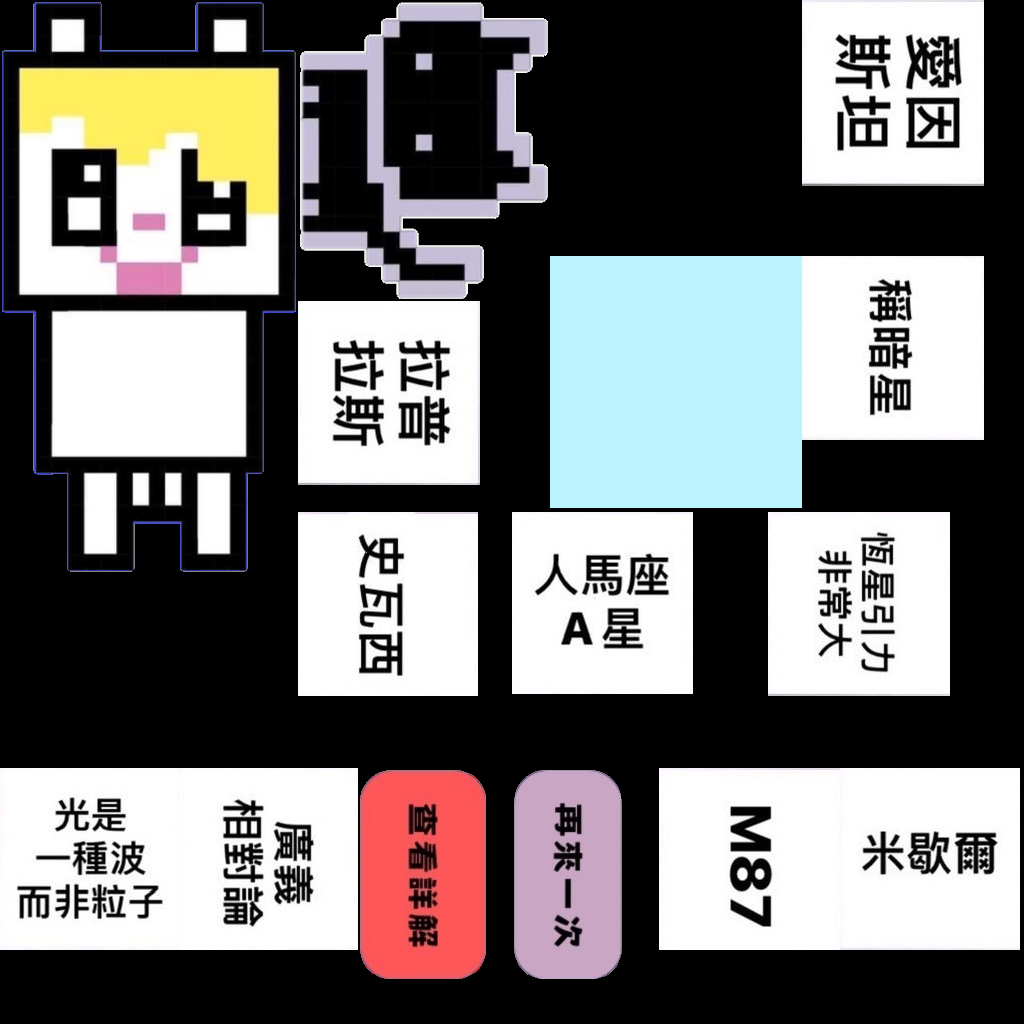 愛因
斯坦
稱暗星
拉普
拉斯
史瓦西
人馬座
A 星
恆星引力
非常大
光是
一種波
而非粒子
廣義
相對論
查看詳解
再來一次
M87
米歇爾